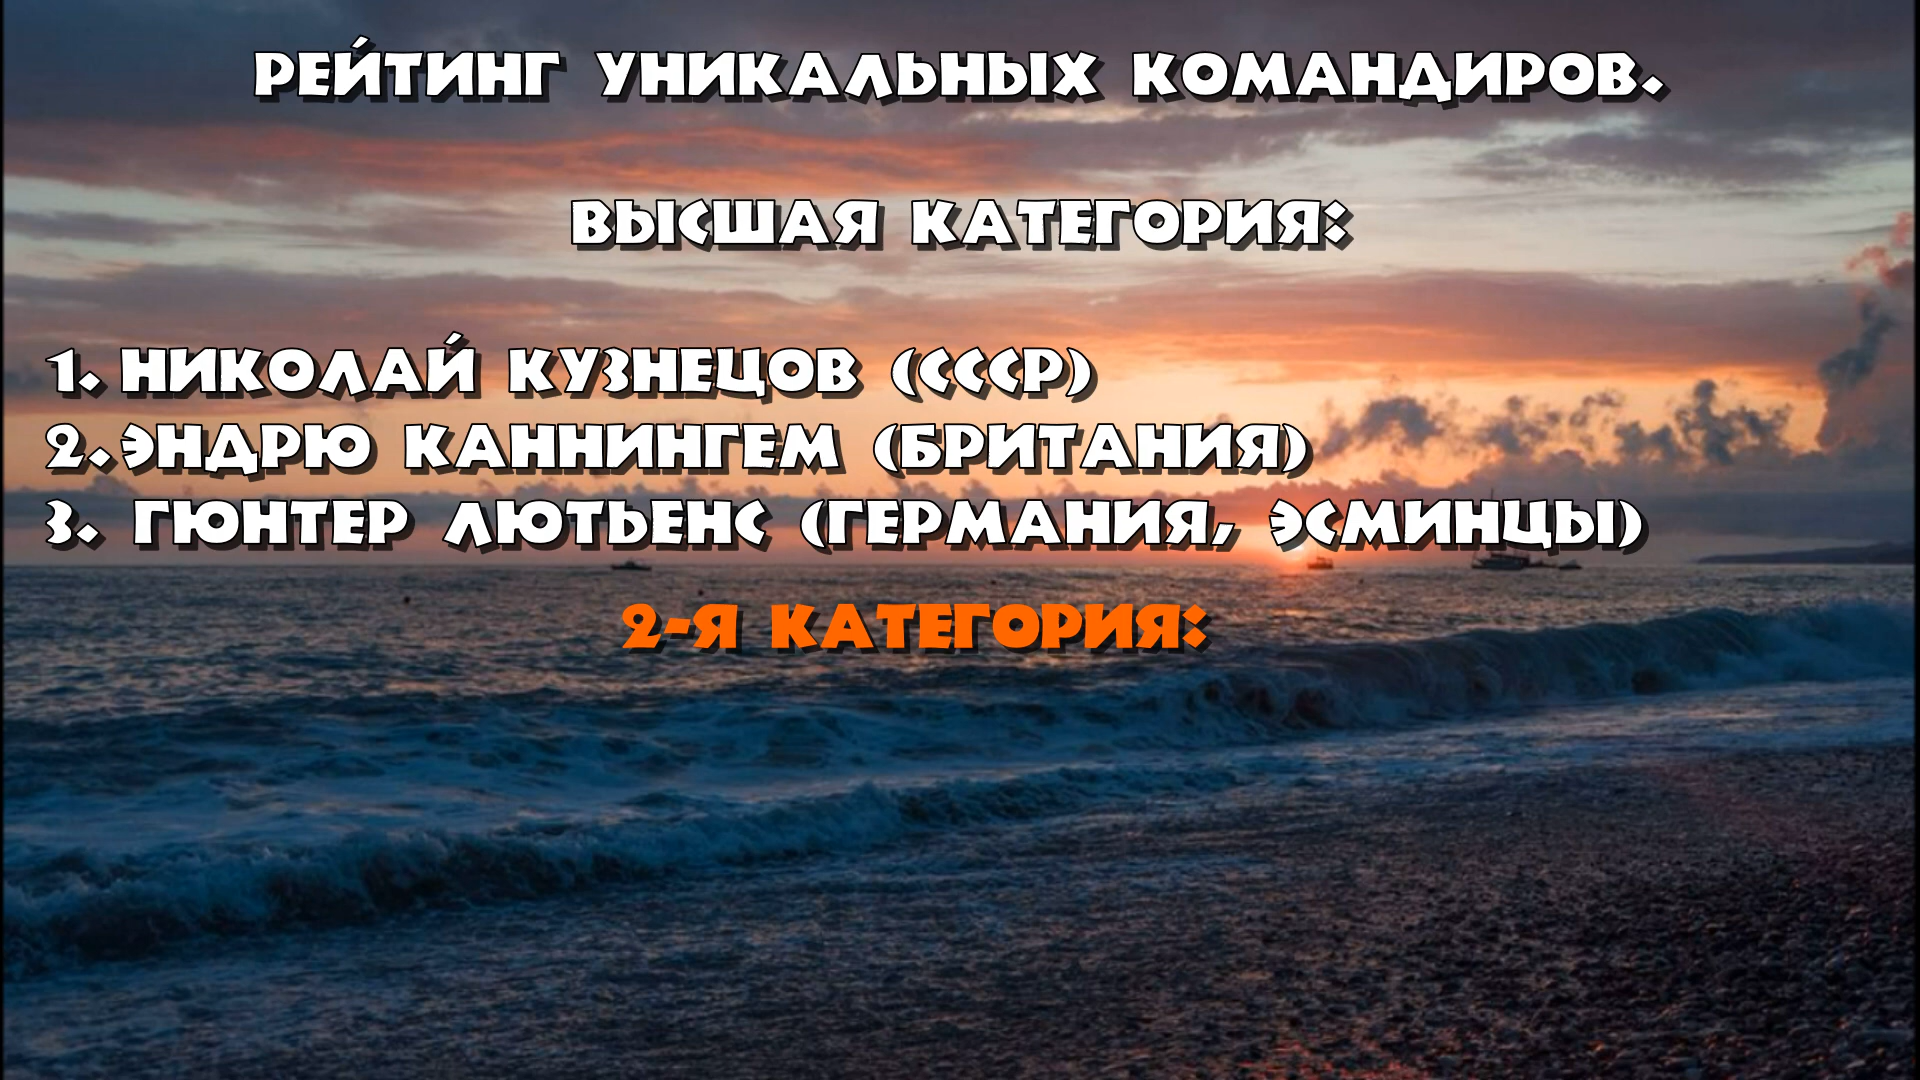 РЕЙТИНГ УНИКАЛЬНЫХ КОМАНДИРОВ.
ВЫСШАЯ КАТЕГОРИЯ:
1. НИКОЛАЙ КУЗНЕЦОВ (СССР)
2. ЭНДРЮ КАННИНГЕМ (БРИТАНИЯ)
3. ГЮНТЕР ЛЮТЬЕНС (ГЕРМАНИЯ, ЭСМИНЦЫ)
2-Я КАТЕГОРИЯ: